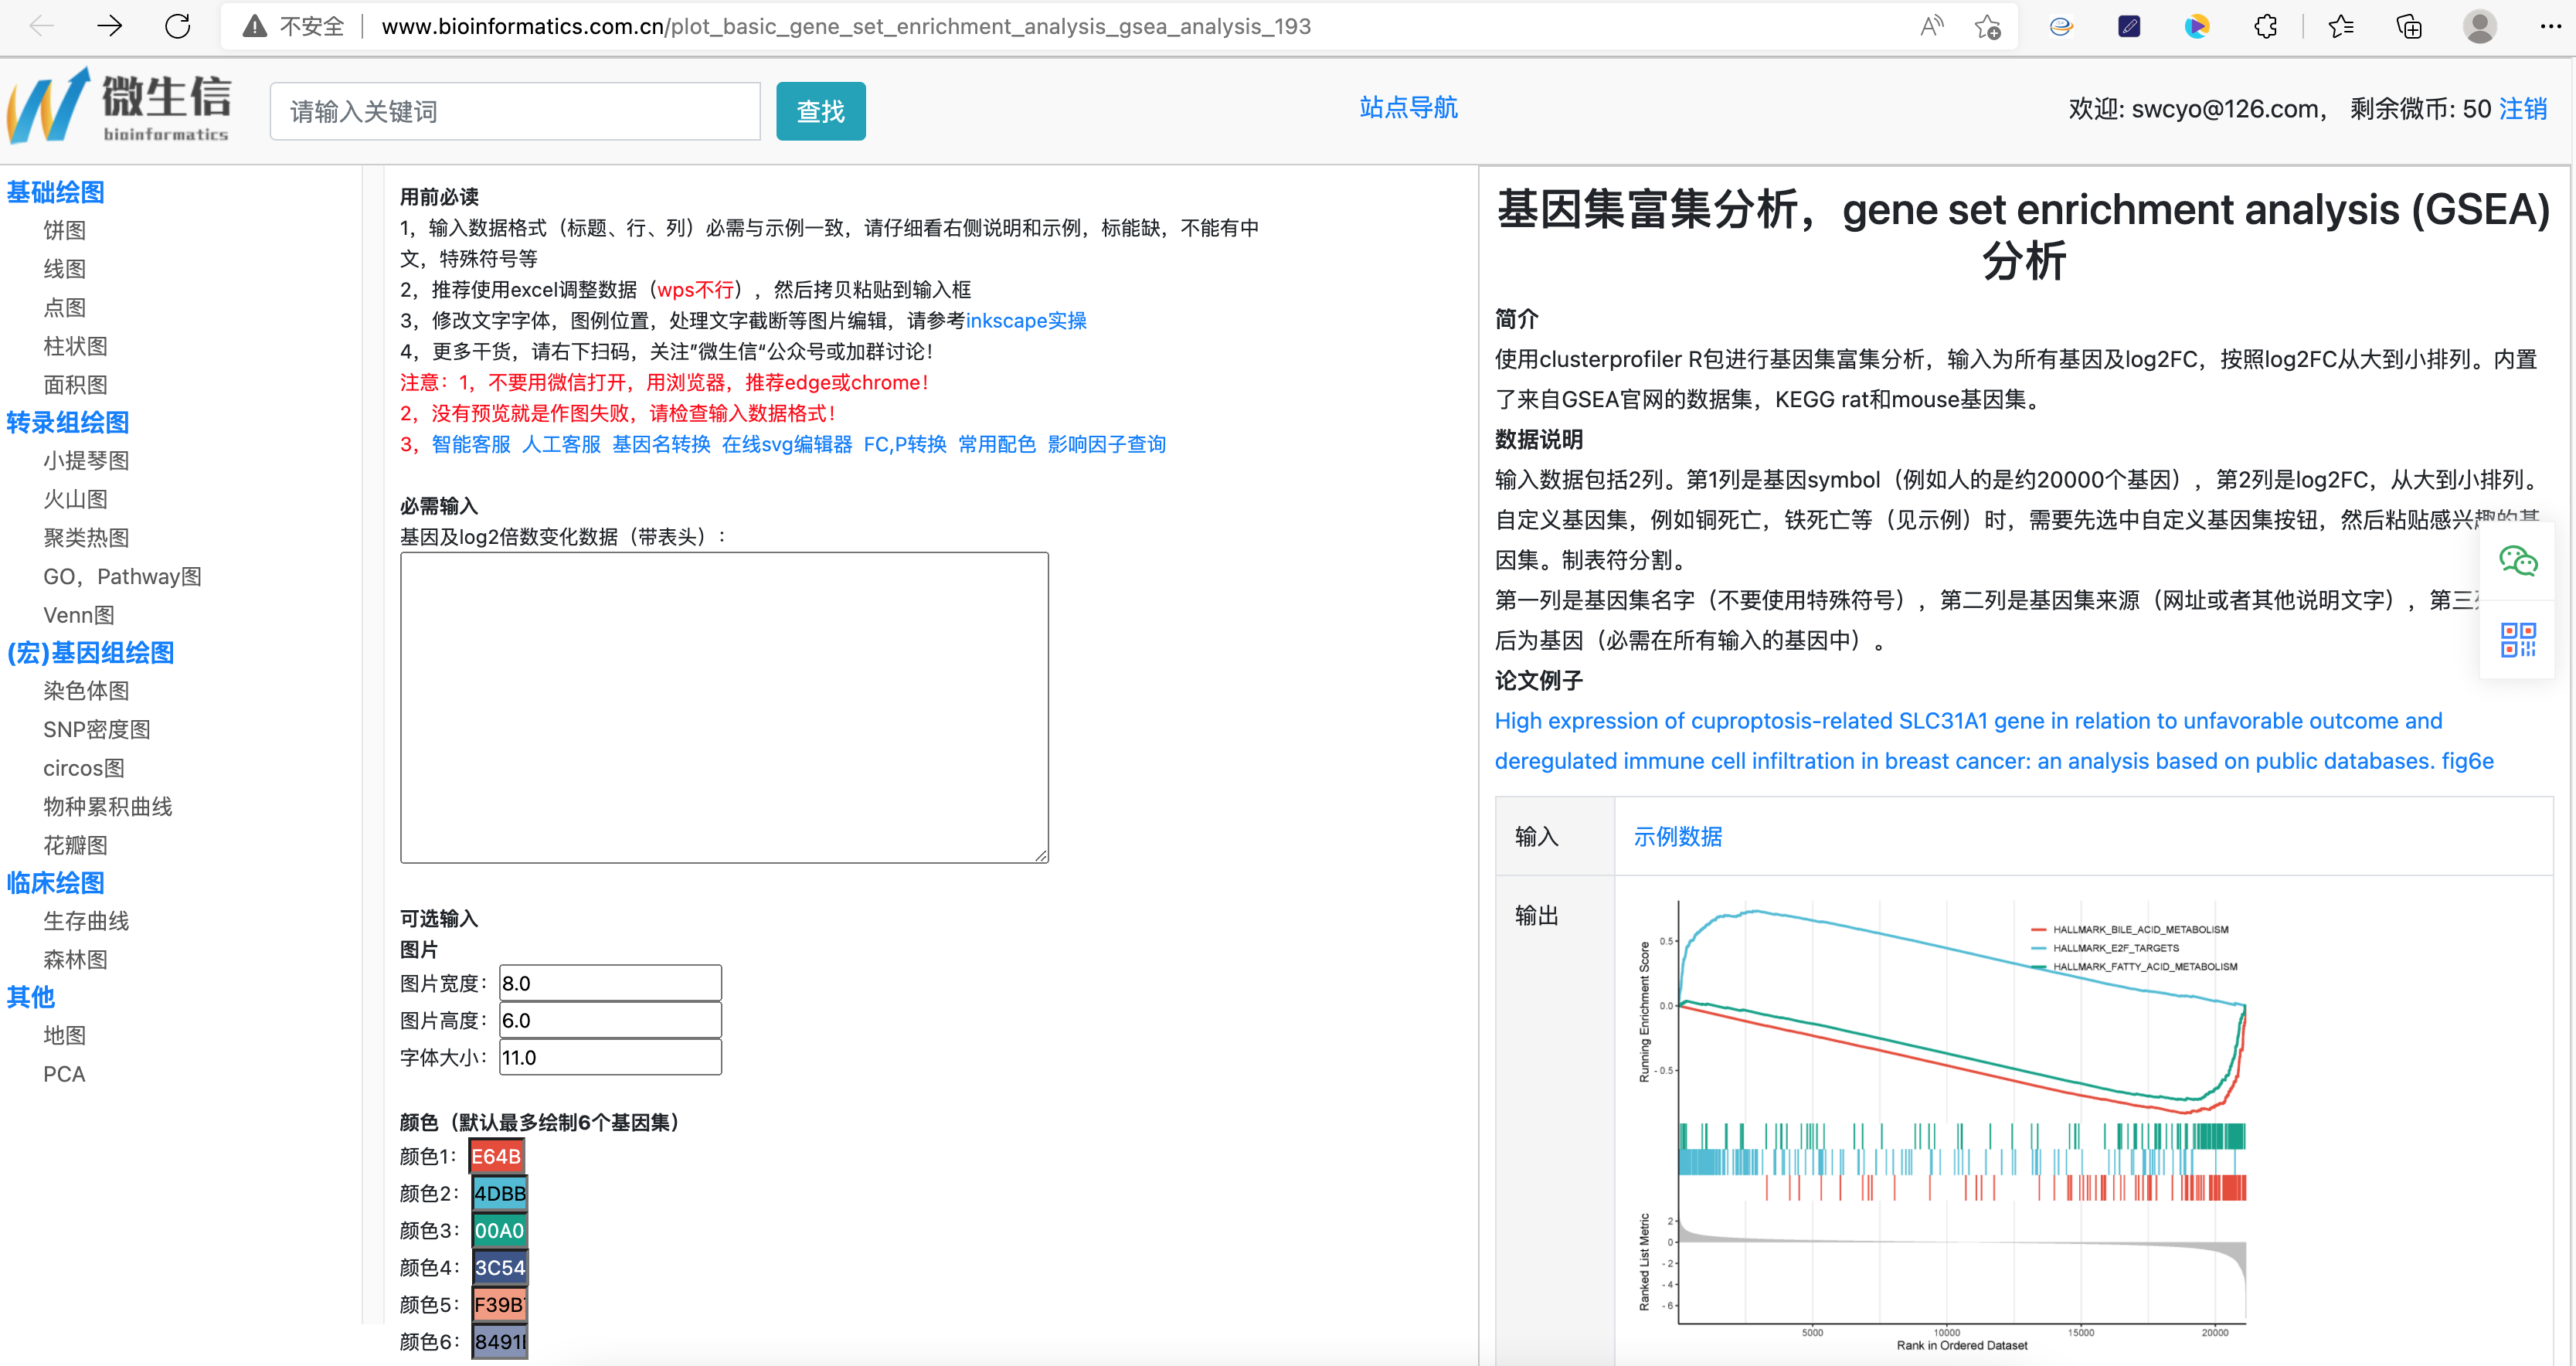 不安全 www.bioinformatics.com.cn/plot_basic_gene_set_enrichment_analysis_gsea_analysis_193
微生信
bioinformatics
请输入关键词
查找
站点导航
欢迎: swcyo@126.com， 剩余微币: 50 注销
基础绘图
饼图
线图
点图
柱状图
面积图
转录组绘图
小提琴图
火山图
聚类热图
GO，Pathway图
Venn图
(宏)基因组绘图
染色体图
SNP密度图
circos图
物种累积曲线
花瓣图
临床绘图
生存曲线
森林图
其他
地图
PCA
用前必读
1，输入数据格式（标题、行、列）必需与示例一致，请仔细看右侧说明和示例，标能缺，不能有中
文，特殊符号等
2，推荐使用excel调整数据（wps不行），然后拷贝粘贴到输入框
3，修改文字字体，图例位置，处理文字截断等图片编辑，请参考inkscape实操
4，更多干货，请右下扫码，关注”微生信“公众号或加群讨论！
注意：1，不要用微信打开，用浏览器，推荐edge或chrome！
2，没有预览就是作图失败，请检查输入数据格式！
3，智能客服 人工客服 基因名转换 在线svg编辑器 FC,P转换 常用配色 影响因子查询
必需输入
基因及log2倍数变化数据（带表头）：
可选输入
图片
图片宽度：8.0
图片高度：6.0
字体大小：11.0
颜色（默认最多绘制6个基因集）
颜色1：E64B
颜色2：4DBB
颜色3：00A0
颜色4：3C54
颜色5：F39B
颜色6：8491
基因集富集分析，gene set enrichment analysis (GSEA)
分析
简介
使用clusterprofiler R包进行基因集富集分析，输入为所有基因及log2FC，按照log2FC从大到小排列。内置
了来自GSEA官网的数据集，KEGG rat和mouse基因集。
数据说明
输入数据包括2列。第1列是基因symbol（例如人的是约20000个基因），第2列是log2FC，从大到小排列。
自定义基因集，例如铜死亡，铁死亡等（见示例）时，需要先选中自定义基因集按钮，然后粘贴感兴趣的基
因集。制表符分割。
第一列是基因集名字（不要使用特殊符号），第二列是基因集来源（网址或者其他说明文字），第三
后为基因（必需在所有输入的基因中）。
论文例子
High expression of cuproptosis-related SLC31A1 gene in relation to unfavorable outcome and
deregulated immune cell infiltration in breast cancer: an analysis based on public databases. fig6e
输入 示例数据
输出
HALLMARK_BILE_ACID_METABOLISM
HALLMARK_E2F_TARGETS
HALLMARK_FATTY_ACID_METABOLISM
Running Enrichment Score
0.5
0.0
-0.5
Ranked List Metric
2
0
-2
-4
-6
5000 10000 15000 20000
Rank in Ordered Dataset